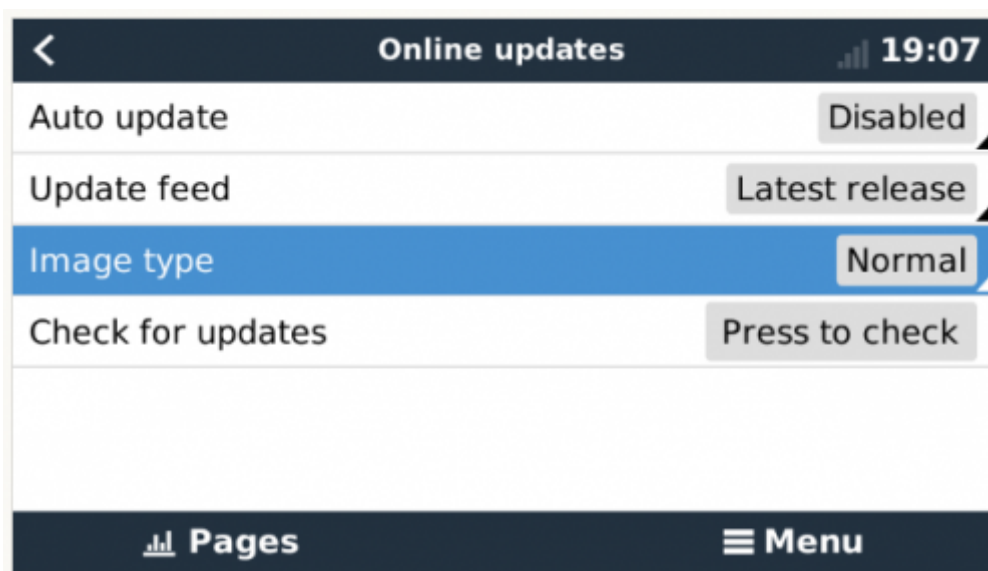 Online updates 19:07
Auto update Disabled
Update feed Latest release
Image type Normal
Check for updates Press to check
Pages Menu